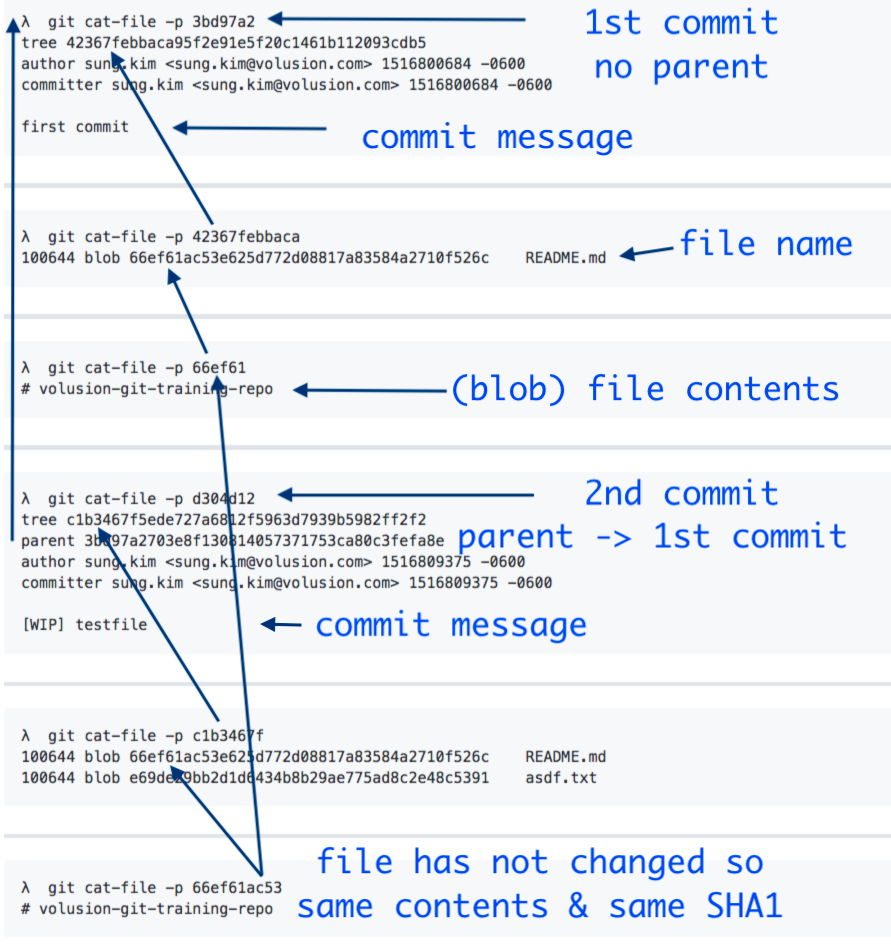 λ  git cat-file -p 3bd97a2
1st commit
tree 42367febbaca95f2e91e5f20c1461b112093cdb5
no parent
author sung.kim <sung.kim@volusion.com> 1516800684 -0600
committer sung.kim <sung.kim@volusion.com> 1516800684 -0600
first commit
commit message
λ  git cat-file -p 42367febbaca
100644 blob 66ef61ac53e625d772d08817a83584a2710f526c    README.md
file name
λ  git cat-file -p 66ef61
# volusion-git-training-repo
(blob) file contents
λ  git cat-file -p d304d12
2nd commit
tree c1b3467f5ede727a6812f5963d7939b5982ff2f2
parent 3bd97a2703e8f130814057371753ca80c3fefa8e
parent -> 1st commit
author sung.kim <sung.kim@volusion.com> 1516809375 -0600
committer sung.kim <sung.kim@volusion.com> 1516809375 -0600
[WIP] testfile
commit message
λ  git cat-file -p c1b3467f
100644 blob 66ef61ac53e625d772d08817a83584a2710f526c    README.md
100644 blob e69de29bb2d1d6434b8b29ae775ad8c2e48c5391    asdf.txt
file has not changed so
same contents & same SHA1
λ  git cat-file -p 66ef61ac53
# volusion-git-training-repo